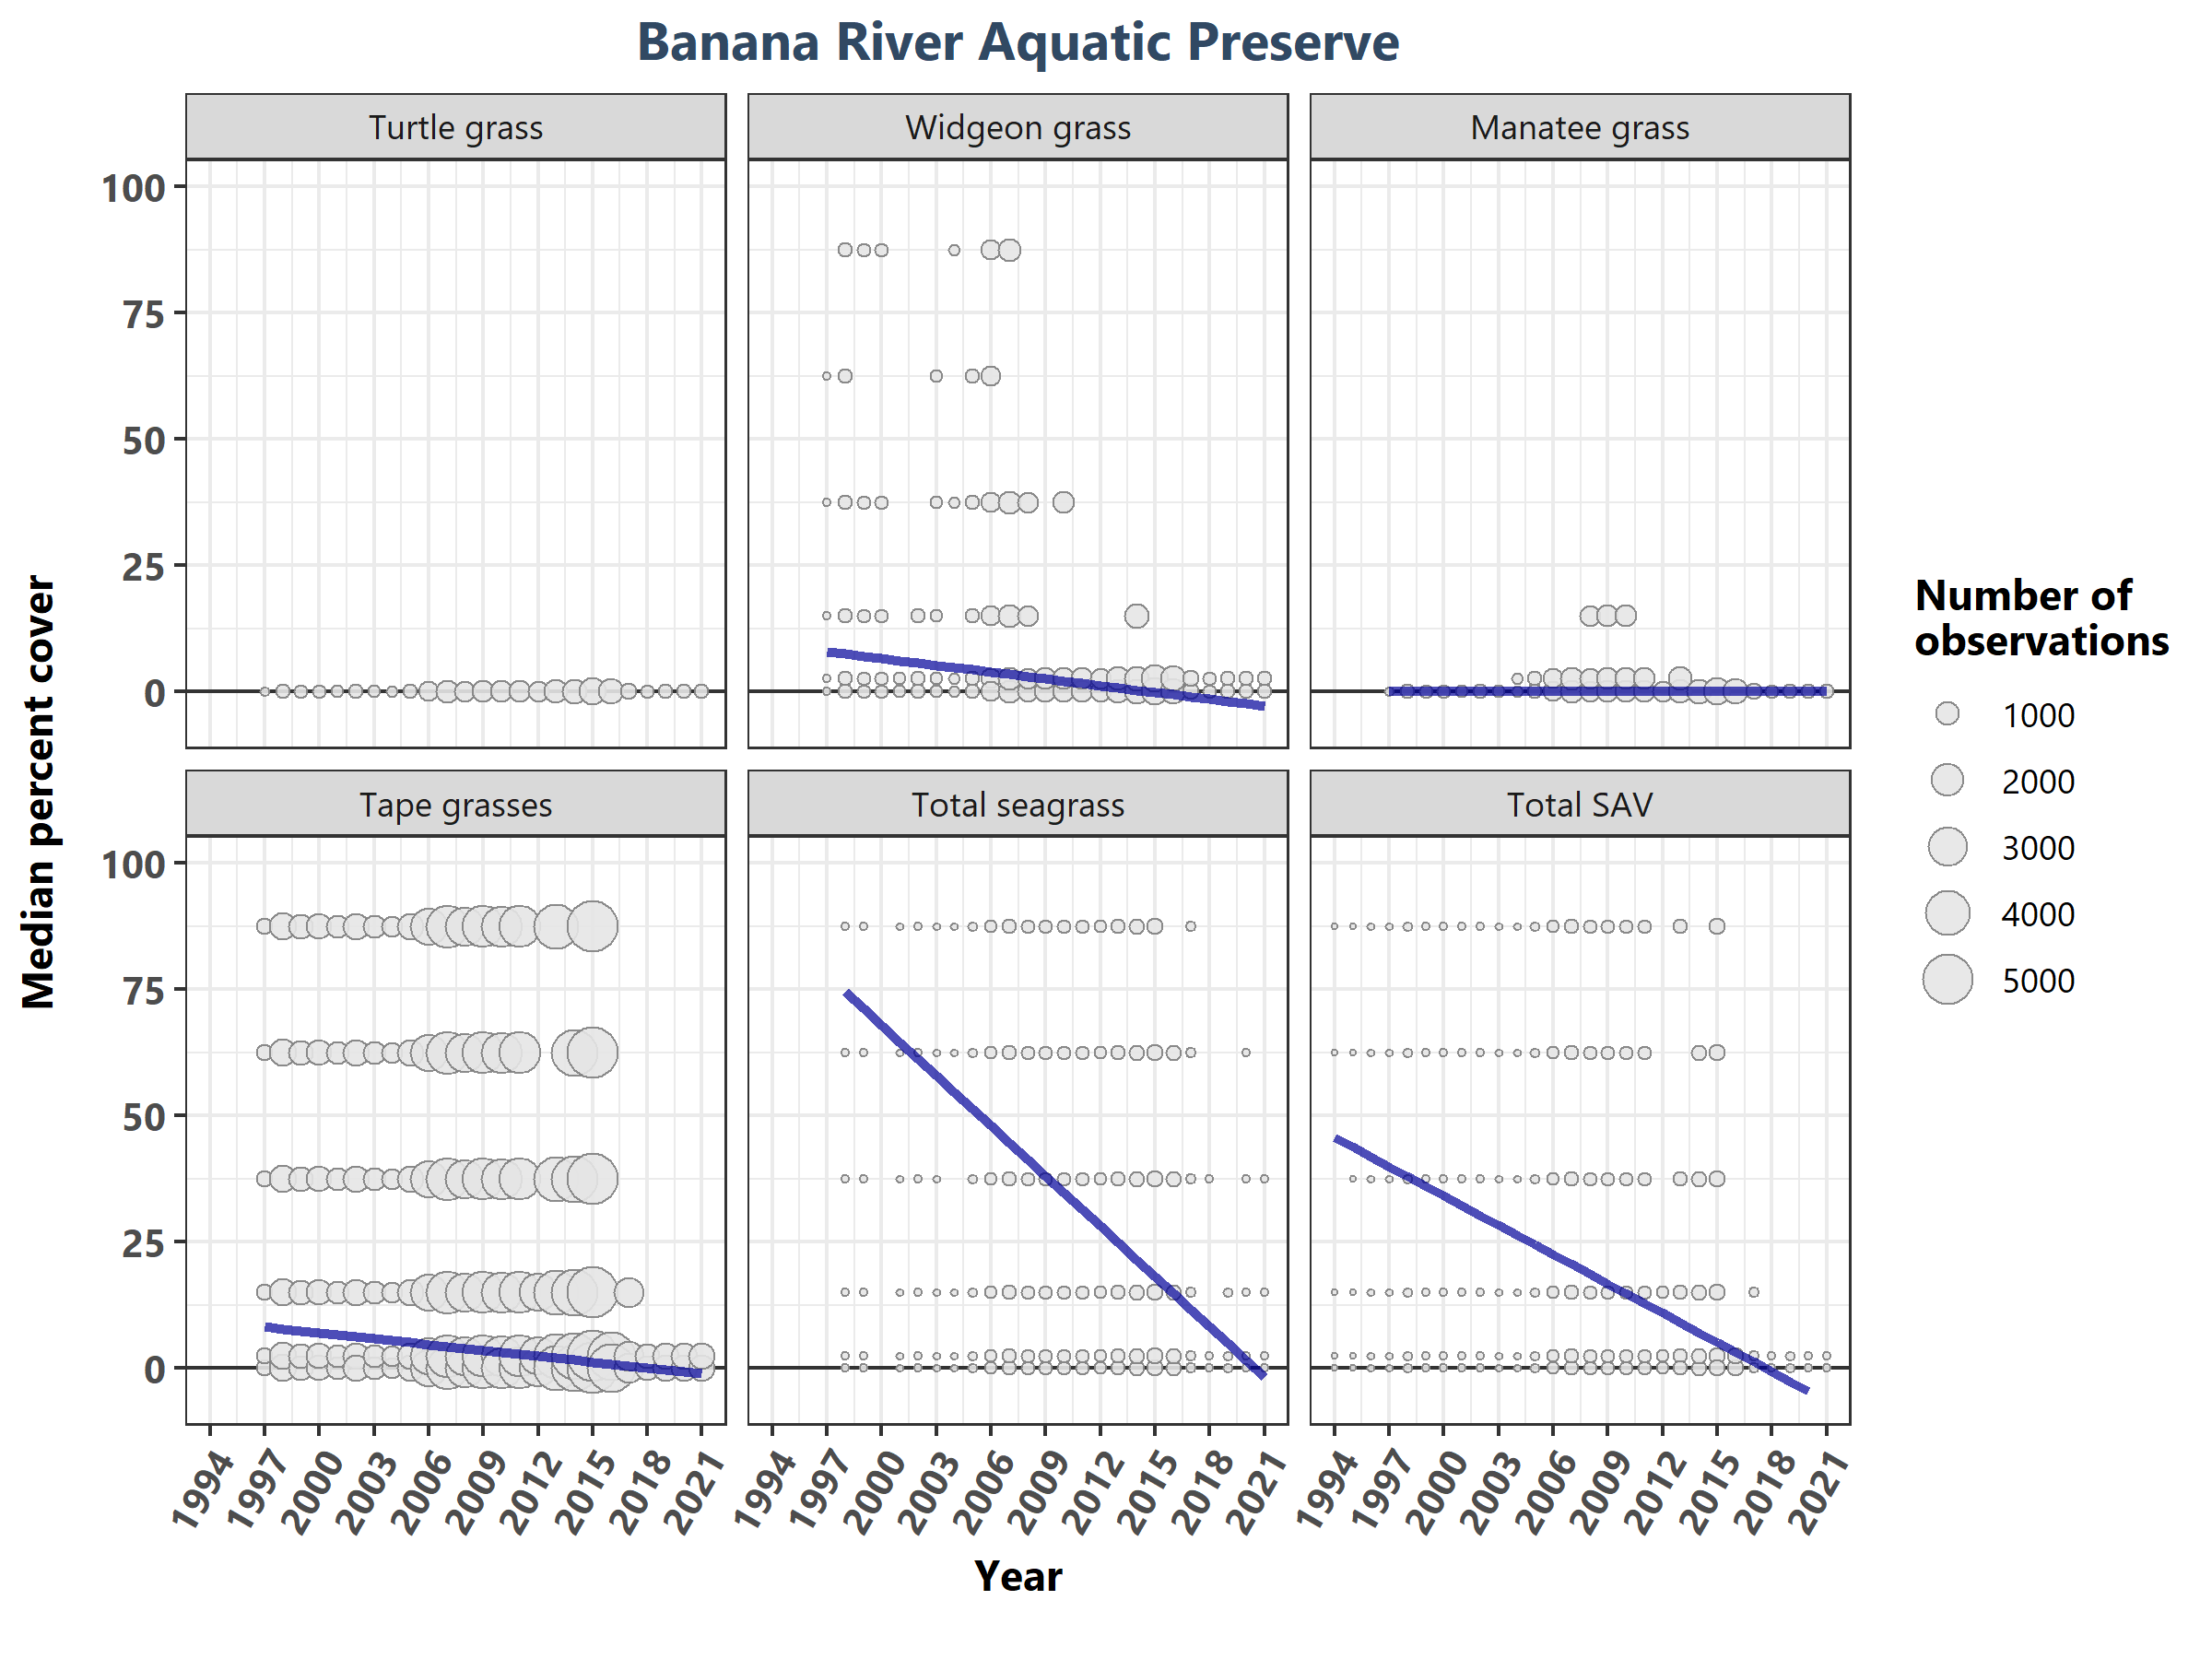 Banana River Aquatic Preserve
Turtle grass
Widgeon grass
Manatee grass
100
75
50
25
0
Tape grasses
Total seagrass
Total SAV
100
75
50
25
0
Median percent cover
1994 1997 2000 2003 2006 2009 2012 2015 2018 2021
1994 1997 2000 2003 2006 2009 2012 2015 2018 2021
1994 1997 2000 2003 2006 2009 2012 2015 2018 2021
Year
Number of
observations
1000
2000
3000
4000
5000